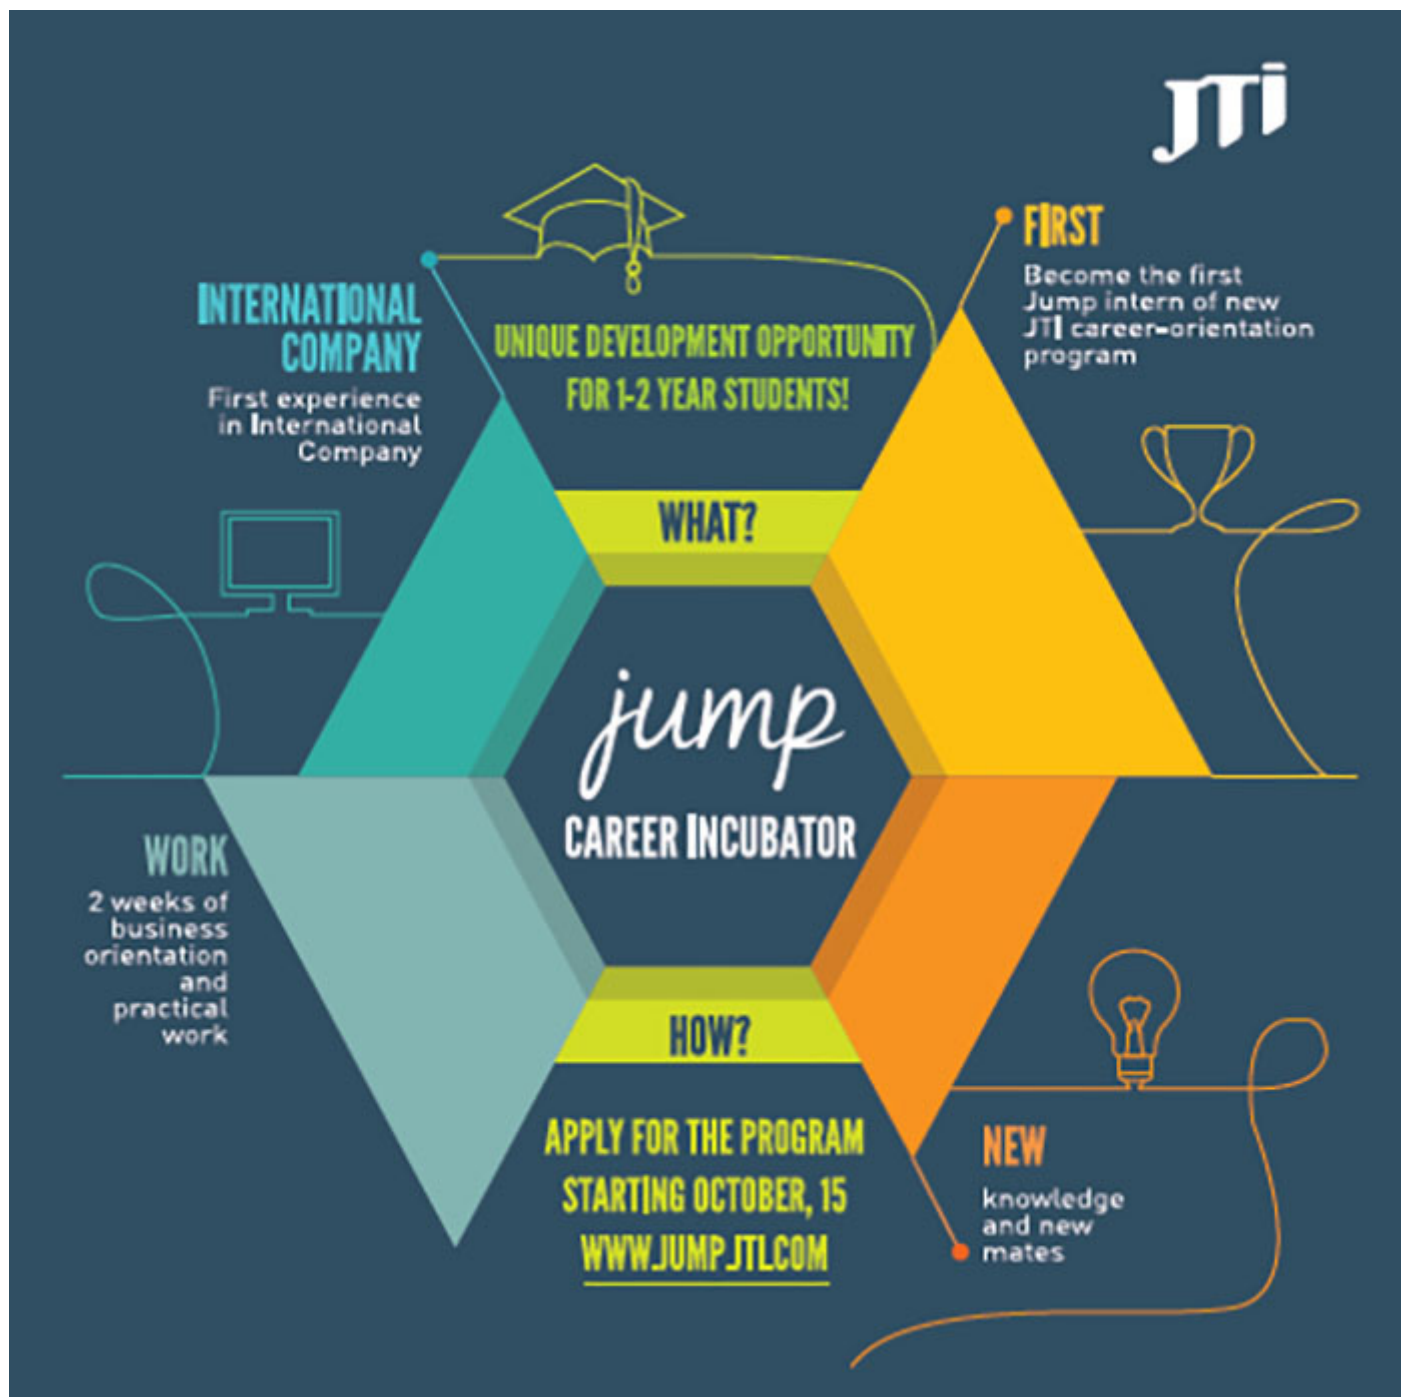 JTi
FIRST
Become the first
Jump intern of new
JTI career-orientation
program
INTERNATIONAL
COMPANY
First experience
in International
Company
UNIQUE DEVELOPMENT OPPORTUNITY
FOR 1-2 YEAR STUDENTS!
WHAT?
jump
CAREER INCUBATOR
WORK
2 weeks of
business
orientation
and
practical
work
HOW?
APPLY FOR THE PROGRAM
STARTING OCTOBER, 15
WWW.JUMP.JTI.COM
NEW
knowledge
and new
mates